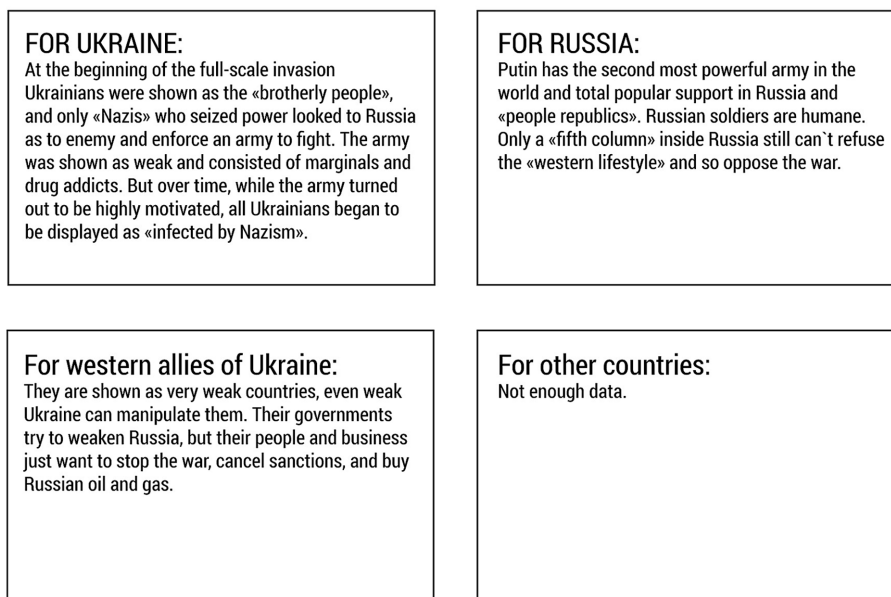 FOR UKRAINE:
At the beginning of the full-scale invasion
Ukrainians were shown as the «brotherly people»,
and only «Nazis» who seized power looked to Russia
as to enemy and enforce an army to fight. The army
was shown as weak and consisted of marginals and
drug addicts. But over time, while the army turned
out to be highly motivated, all Ukrainians began to
be displayed as «infected by Nazism».
FOR RUSSIA:
Putin has the second most powerful army in the
world and total popular support in Russia and
«people republics». Russian soldiers are humane.
Only a «fifth column» inside Russia still can`t refuse
the «western lifestyle» and so oppose the war.
For western allies of Ukraine:
They are shown as very weak countries, even weak
Ukraine can manipulate them. Their governments
try to weaken Russia, but their people and business
just want to stop the war, cancel sanctions, and buy
Russian oil and gas.
For other countries:
Not enough data.